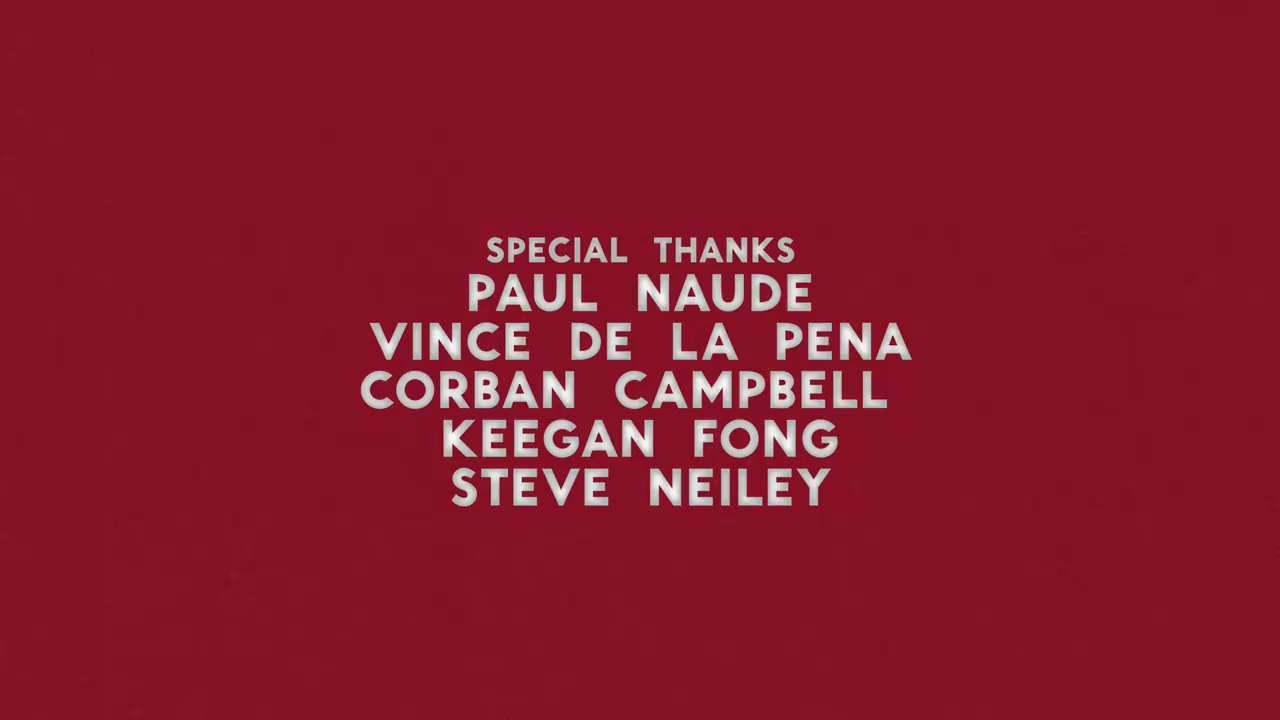 SPECIAL THANKS
PAUL NAUDE
VINCE DE LA PENA
CORBAN CAMPBELL
KEEGAN FONG
STEVE NEILEY